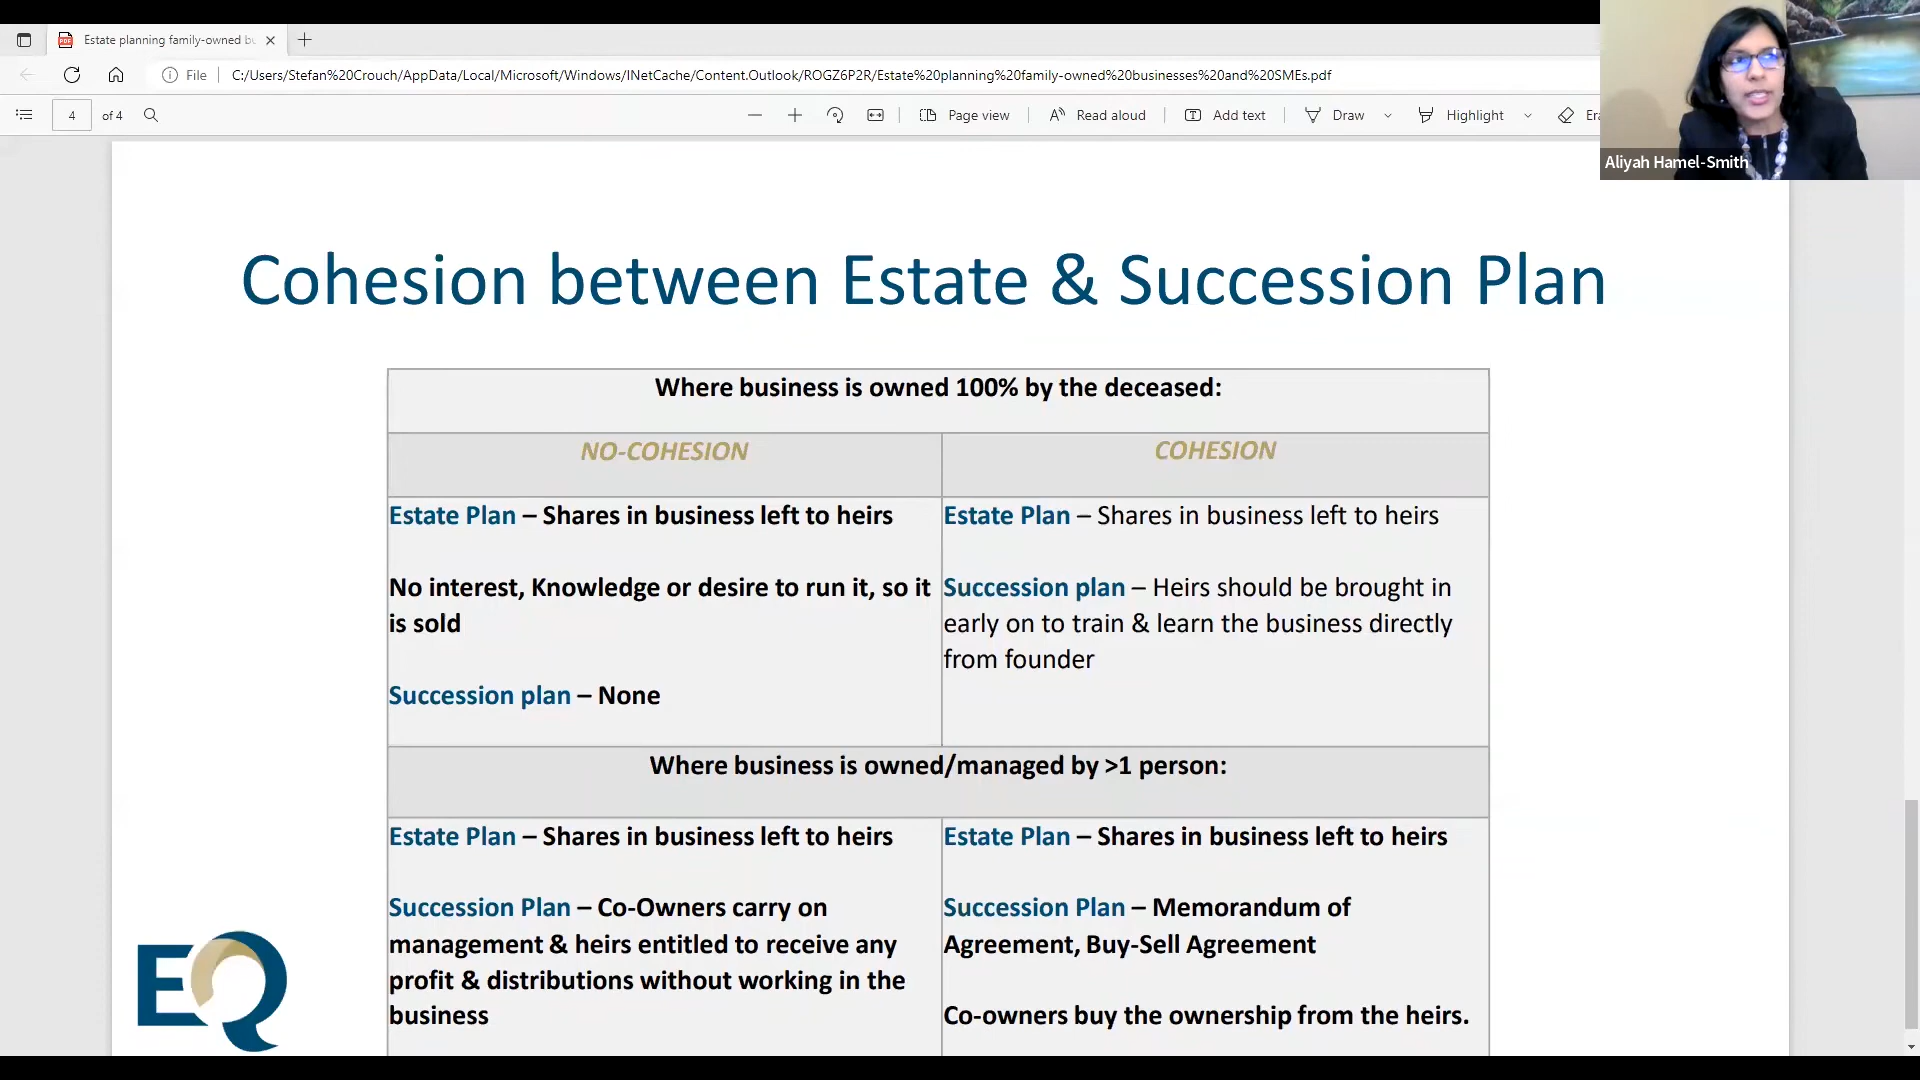 Estate planning family-owned bu
File
C:/Users/Stefan%20Crouch/AppData/Local/Microsoft/Windows/INetCache/Content.Outlook/ROGZ6P2R/Estate%20planning%20family-owned%20businesses%20and%20SMEs.pdf
4 of 4
Page view
Read aloud
Add text
Draw
Highlight
Era
Aliyah Hamel-Smith
Cohesion between Estate & Succession Plan
Where business is owned 100% by the deceased:
NO-COHESION
COHESION
Estate Plan – Shares in business left to heirs
No interest, Knowledge or desire to run it, so it
is sold
Succession plan – None
Estate Plan – Shares in business left to heirs
Succession plan – Heirs should be brought in
early on to train & learn the business directly
from founder
Where business is owned/managed by >1 person:
Estate Plan – Shares in business left to heirs
Succession Plan – Co-Owners carry on
management & heirs entitled to receive any
profit & distributions without working in the
business
Estate Plan – Shares in business left to heirs
Succession Plan – Memorandum of
Agreement, Buy-Sell Agreement
Co-owners buy the ownership from the heirs.
EQ